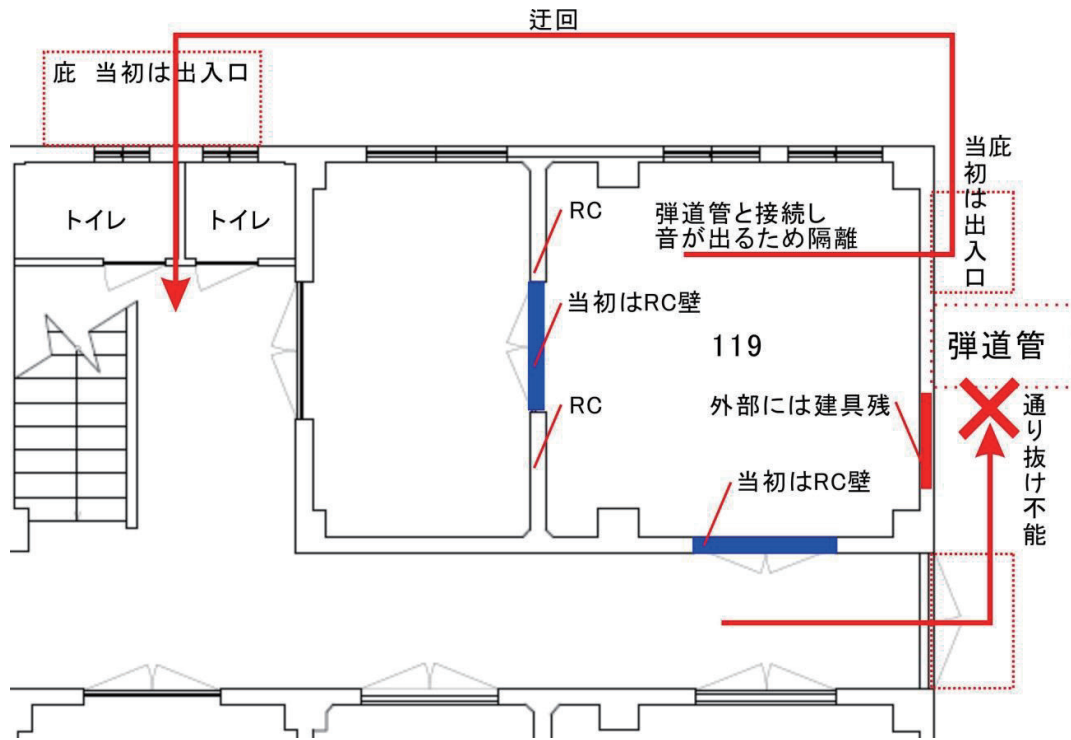 迂回
庇 当初は出入口
トイレ
トイレ
RC
弾道管と接続し
音が出るため隔離
庇
当初は出入口
当初はRC壁
119
弾道管
RC
外部には建具残
通り抜け不能
当初はRC壁